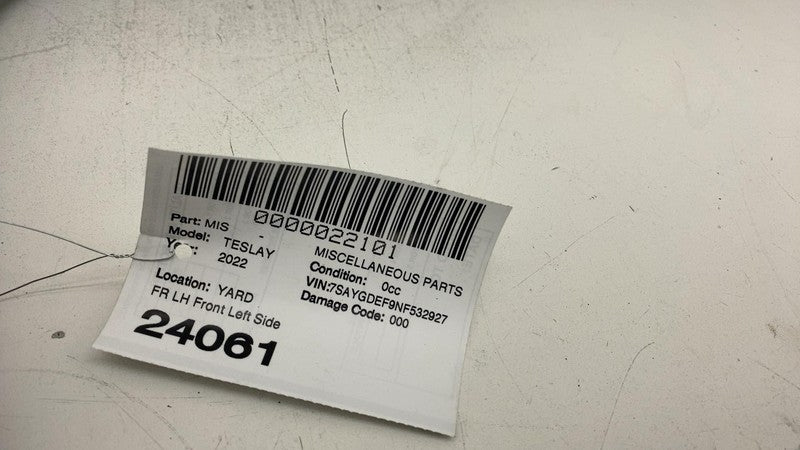 0000022101
Part: MIS - MISCELLANEOUS PARTS
Model: TESLAY Condition: 0cc
Year: 2022 VIN:7SAYGDEF9NF532927
Location: YARD Damage Code: 000
FR LH Front Left Side
24061